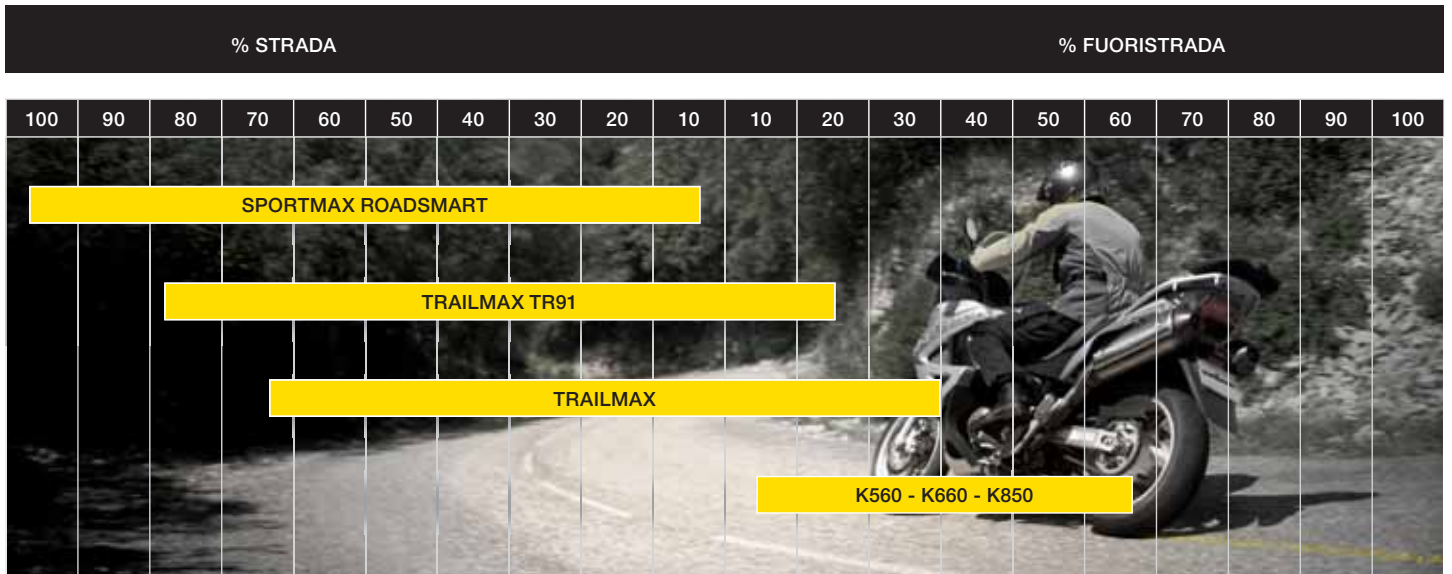 % STRADA % FUORISTRADA
100 90 80 70 60 50 40 30 20 10 10 20 30 40 50 60 70 80 90 100
SPORTMAX ROADSMART
TRAILMAX TR91
TRAILMAX
K560 - K660 - K850